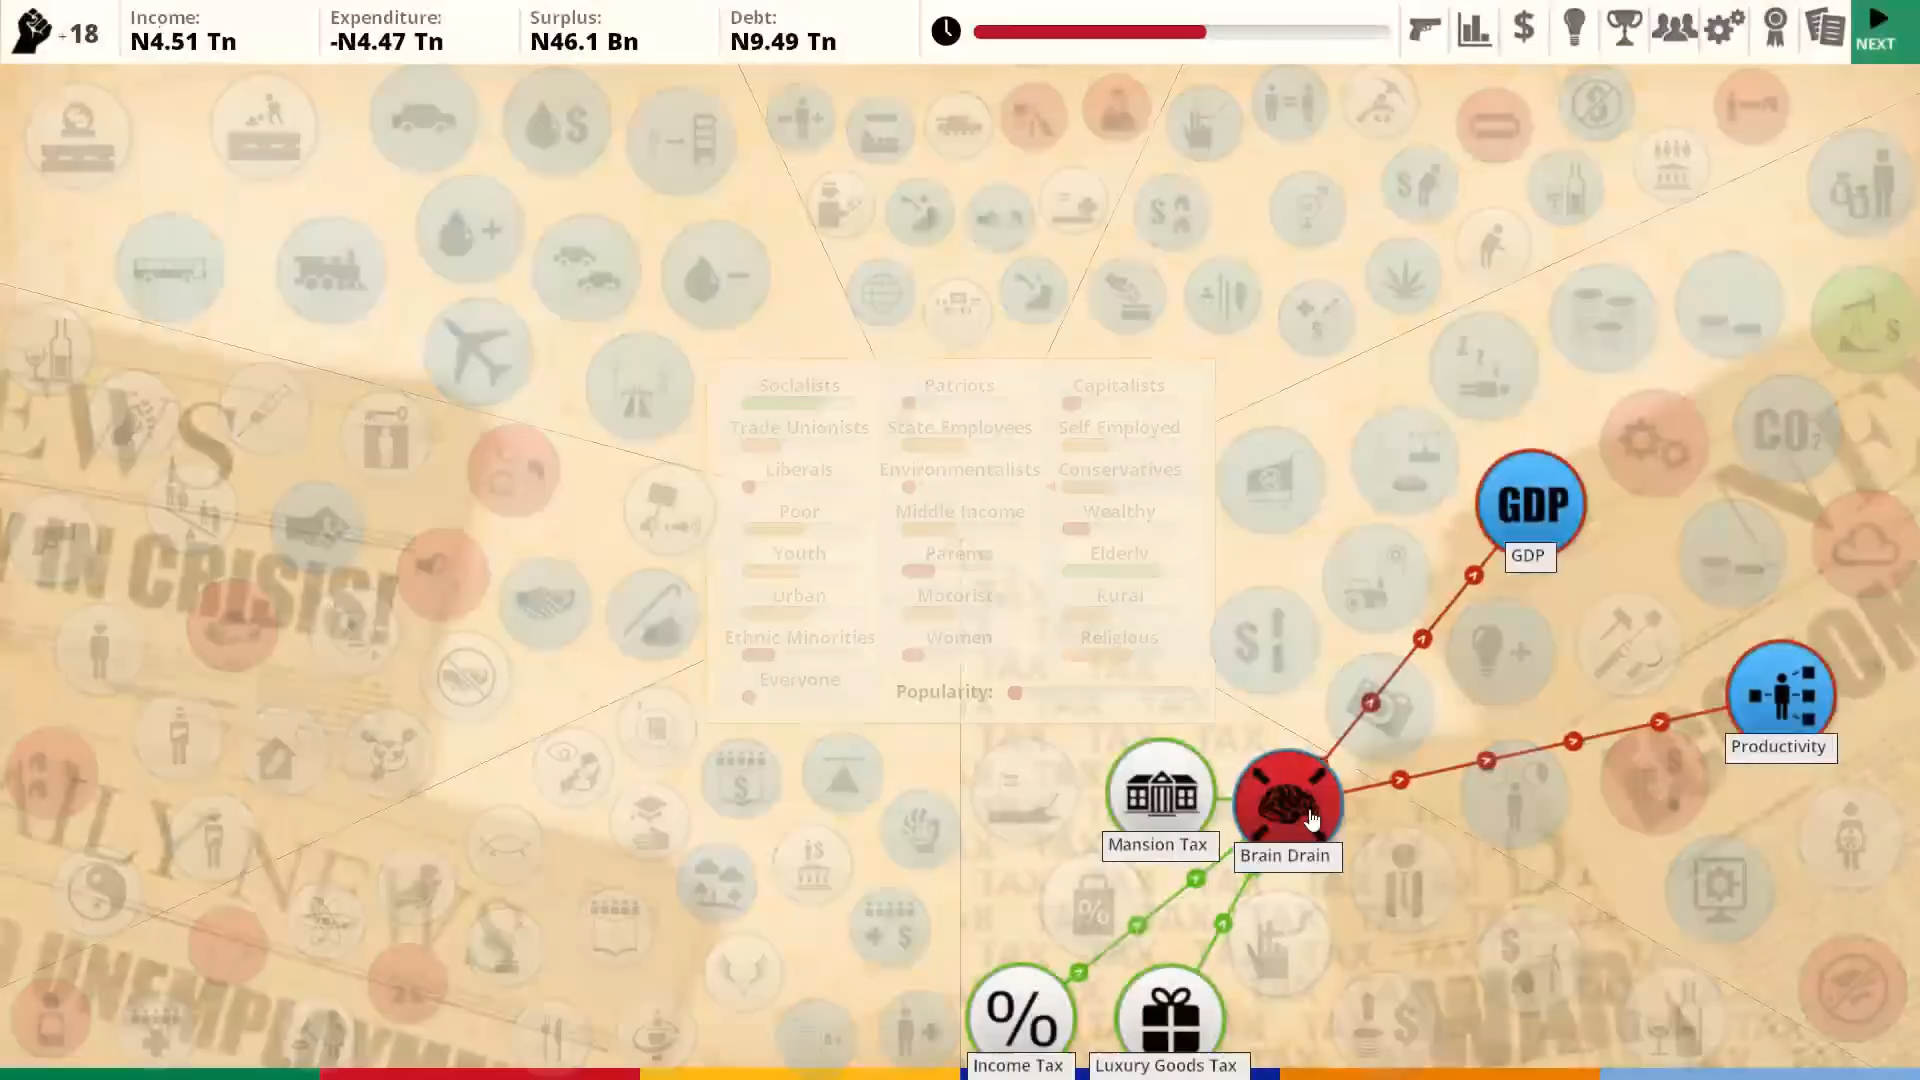 +18
Income:
N4.51 Tn
Expenditure:
-N4.47 Tn
Surplus:
N46.1 Bn
Debt:
N9.49 Tn
NEXT
Socialists
Patriots
Capitalists
Trade Unionists
State Employees
Self Employed
Liberals
Environmentalists
Conservatives
Poor
Middle Income
Wealthy
Youth
Parents
Elderly
Urban
Motorist
Rural
Ethnic Minorities
Women
Religious
Everyone
Popularity:
GDP
GDP
Productivity
Mansion Tax
Brain Drain
%
Income Tax
Luxury Goods Tax
CO₂
CRISIS!